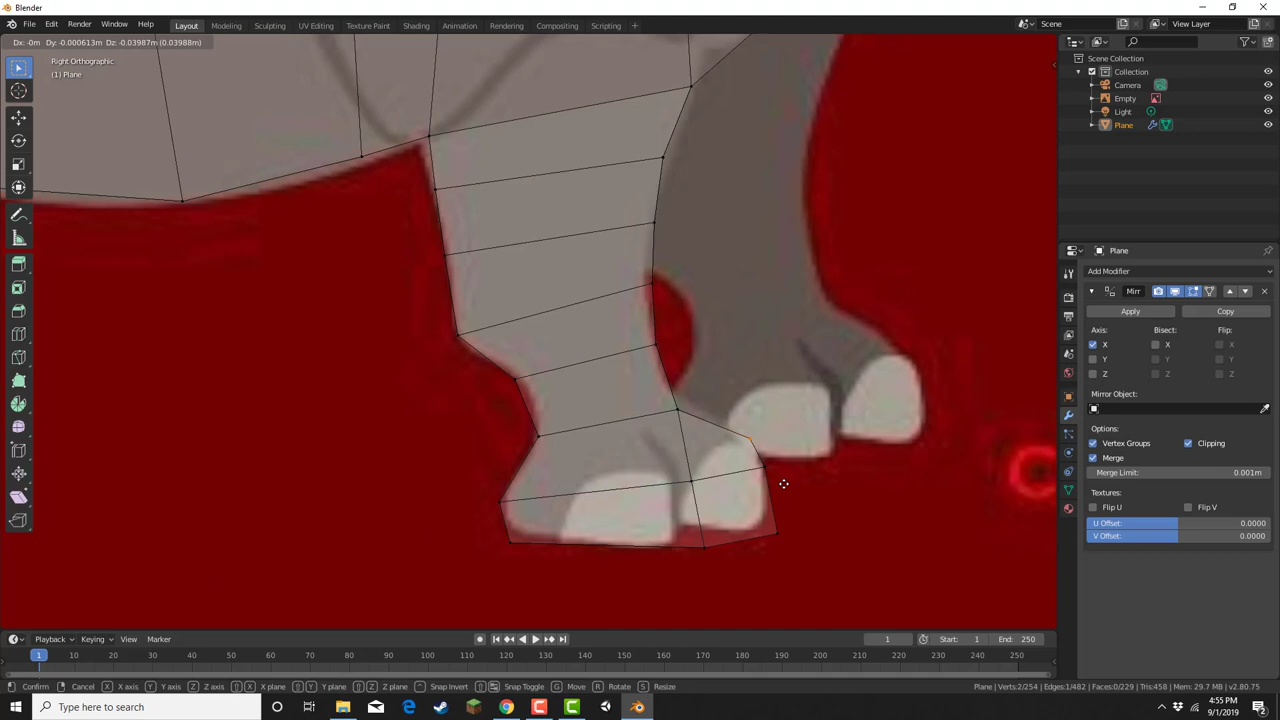 Blender
File Edit Render Window Help Layout Modeling Sculpting UV Editing Texture Paint Shading Animation Rendering Compositing Scripting + Scene View Layer
Dx: -0m Dy: -0.000613m Dz: -0.03987m (0.03988m)
Right Orthographic
(1) Plane
Scene Collection
Collection
Camera
Empty
Light
Plane
Plane
Add Modifier
Mirr
Apply Copy
Axis: Bisect: Flip:
X X X
Y Y Y
Z Z Z
Mirror Object:
Options:
Vertex Groups Clipping
Merge
Merge Limit: 0.001m
Textures:
Flip U Flip V
U Offset: 0.0000
V Offset: 0.0000
Playback Keying View Marker 1 Start: 1 End: 250
1 10 20 30 40 50 60 70 80 90 100 110 120 130 140 150 160 170 180 190 200 210 220 230 240 250
Confirm Cancel X X axis Y Y axis Z Z axis X X plane Y Y plane Z Z plane Snap Invert Snap Toggle G Move R Rotate S Resize Plane | Verts:2/254 | Edges:1/482 | Faces:0/229 | Tris:458 | Mem: 29.7 MB | v2.80.75
Type here to search
4:55 PM
9/1/2019